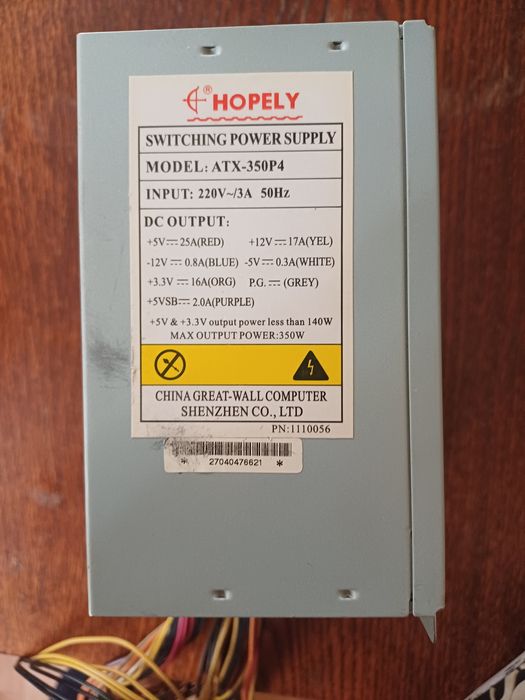 ® HOPELY
SWITCHING POWER SUPPLY
MODEL: ATX-350P4
INPUT: 220V~/3A 50Hz
DC OUTPUT:
+5V⎓25A(RED) +12V⎓17A(YEL)
-12V⎓0.8A(BLUE) -5V⎓0.3A(WHITE)
+3.3V⎓16A(ORG) P.G.⎓(GREY)
+5VSB⎓2.0A(PURPLE)
+5V & +3.3V output power less than 140W
MAX OUTPUT POWER:350W
CHINA GREAT-WALL COMPUTER
SHENZHEN CO., LTD
PN:1110056
* 27040476621 *